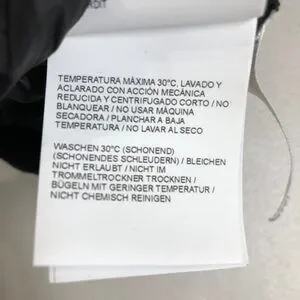 TEMPERATURA MÁXIMA 30°C, LAVADO Y
ACLARADO CON ACCIÓN MECÁNICA
REDUCIDA Y CENTRIFUGADO CORTO / NO
BLANQUEAR / NO USAR MÁQUINA
SECADORA / PLANCHAR A BAJA
TEMPERATURA / NO LAVAR AL SECO
WASCHEN 30°C (SCHONEND)
(SCHONENDES SCHLEUDERN) / BLEICHEN
NICHT ERLAUBT / NICHT IM
TROMMELTROCKNER TROCKNEN /
BÜGELN MIT GERINGER TEMPERATUR /
NICHT CHEMISCH REINIGEN